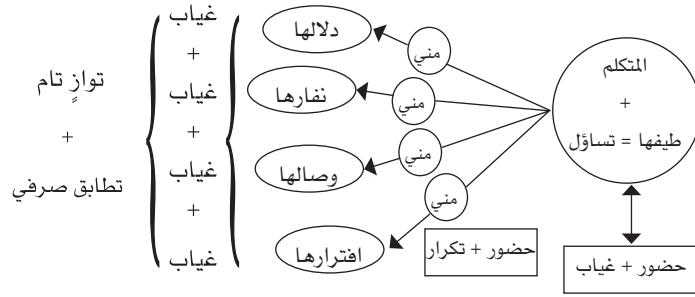 المتكلم
+
طيفها = تساؤل
حضور + غياب
مني
مني
مني
مني
حضور + تكرار
دلالها
نفارها
وصالها
افترارها
غياب
+
غياب
+
غياب
+
غياب
توازٍ تام
+
تطابق صرفي